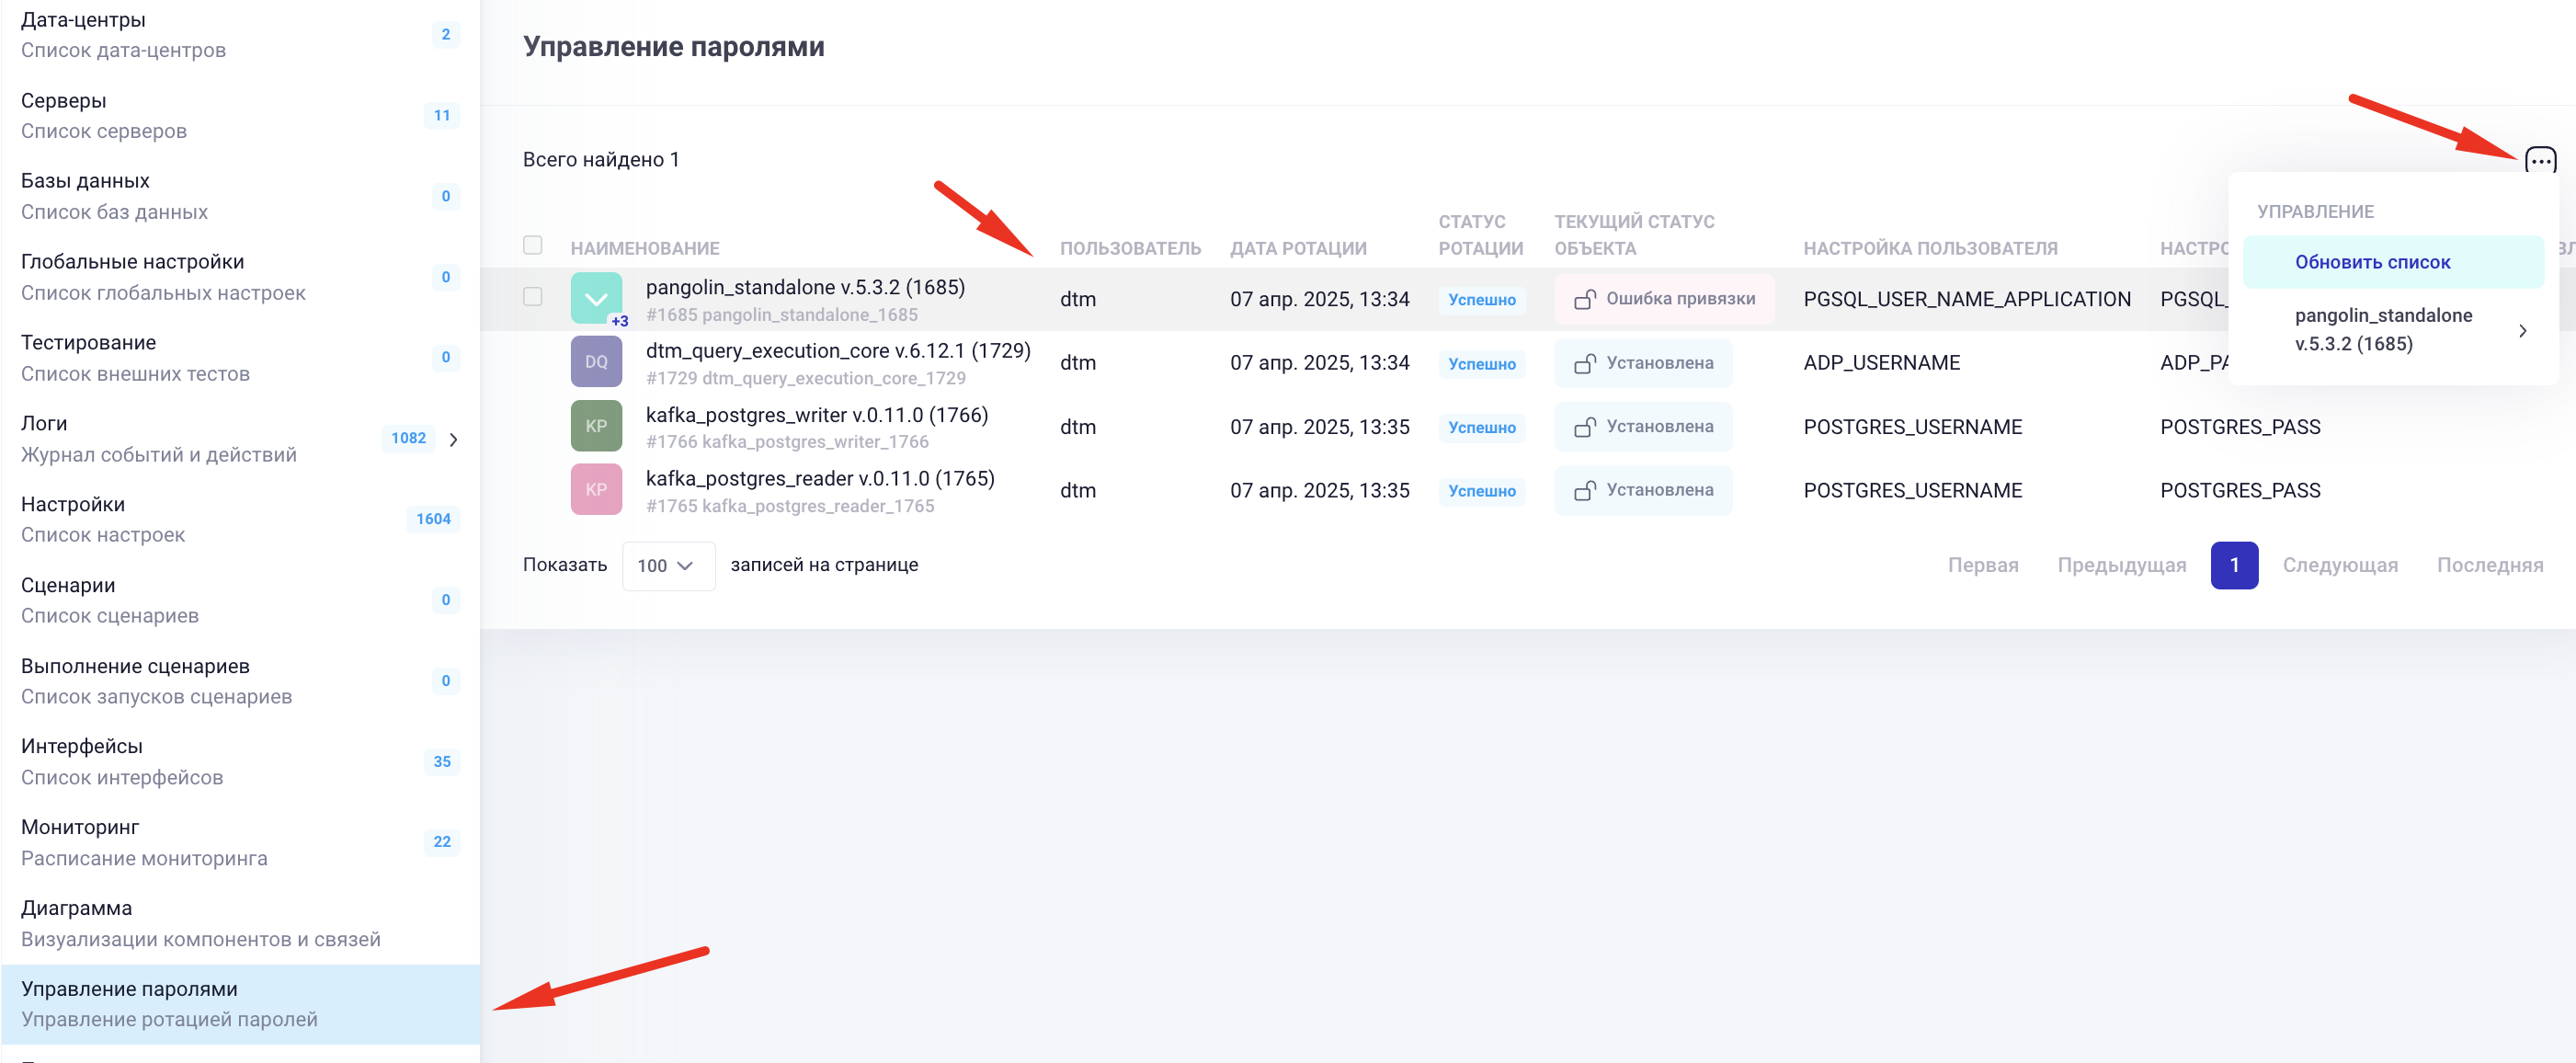 Дата-центры
Список дата-центров
2
Серверы
Список серверов
11
Базы данных
Список баз данных
0
Глобальные настройки
Список глобальных настроек
0
Тестирование
Список внешних тестов
0
Логи
Журнал событий и действий
1082
Настройки
Список настроек
1604
Сценарии
Список сценариев
0
Выполнение сценариев
Список запусков сценариев
0
Интерфейсы
Список интерфейсов
35
Мониторинг
Расписание мониторинга
22
Диаграмма
Визуализации компонентов и связей
Управление паролями
Управление ротацией паролей
Управление паролями
Всего найдено 1
НАИМЕНОВАНИЕ ПОЛЬЗОВАТЕЛЬ ДАТА РОТАЦИИ СТАТУС РОТАЦИИ ТЕКУЩИЙ СТАТУС ОБЪЕКТА НАСТРОЙКА ПОЛЬЗОВАТЕЛЯ НАСТРО
+3 pangolin_standalone v.5.3.2 (1685) dtm 07 апр. 2025, 13:34 Успешно Ошибка привязки PGSQL_USER_NAME_APPLICATION PGSQL_
#1685 pangolin_standalone_1685
DQ dtm_query_execution_core v.6.12.1 (1729) dtm 07 апр. 2025, 13:34 Успешно Установлена ADP_USERNAME ADP_PA
#1729 dtm_query_execution_core_1729
KP kafka_postgres_writer v.0.11.0 (1766) dtm 07 апр. 2025, 13:35 Успешно Установлена POSTGRES_USERNAME POSTGRES_PASS
#1766 kafka_postgres_writer_1766
KP kafka_postgres_reader v.0.11.0 (1765) dtm 07 апр. 2025, 13:35 Успешно Установлена POSTGRES_USERNAME POSTGRES_PASS
#1765 kafka_postgres_reader_1765
УПРАВЛЕНИЕ
Обновить список
pangolin_standalone
v.5.3.2 (1685)
Показать 100 записей на странице
Первая Предыдущая 1 Следующая Последняя